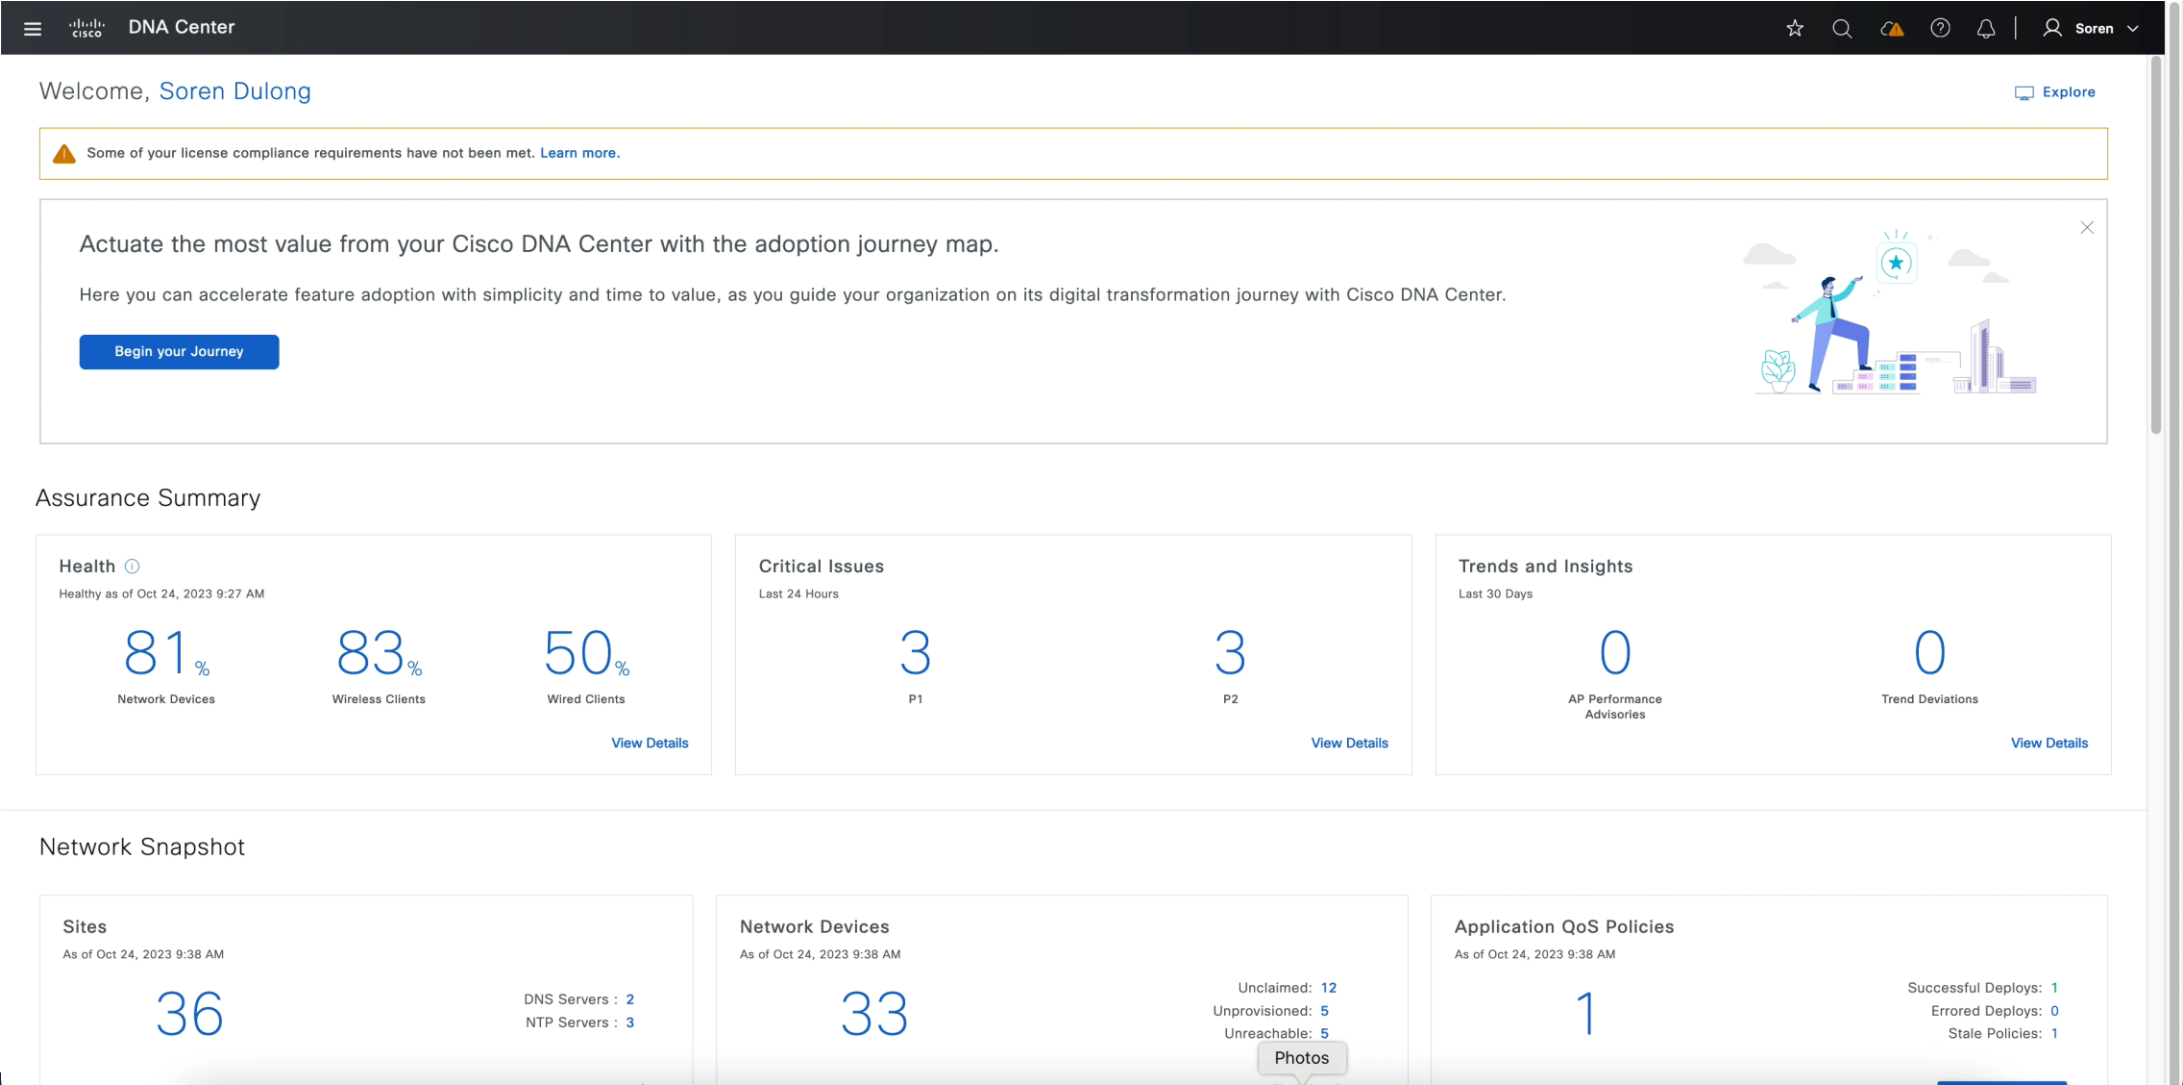 cisco DNA Center
Soren
Welcome, Soren Dulong
Explore
Some of your license compliance requirements have not been met. Learn more.
Actuate the most value from your Cisco DNA Center with the adoption journey map.
Here you can accelerate feature adoption with simplicity and time to value, as you guide your organization on its digital transformation journey with Cisco DNA Center.
Begin your Journey
Assurance Summary
Health
Healthy as of Oct 24, 2023 9:27 AM
81% 83% 50%
Network Devices Wireless Clients Wired Clients
View Details
Critical Issues
Last 24 Hours
3 3
P1 P2
View Details
Trends and Insights
Last 30 Days
0 0
AP Performance Trend Deviations
Advisories
View Details
Network Snapshot
Sites
As of Oct 24, 2023 9:38 AM
36
DNS Servers : 2
NTP Servers : 3
Network Devices
As of Oct 24, 2023 9:38 AM
33
Unclaimed: 12
Unprovisioned: 5
Unreachable: 5
Photos
Application QoS Policies
As of Oct 24, 2023 9:38 AM
1
Successful Deploys: 1
Errored Deploys: 0
Stale Policies: 1